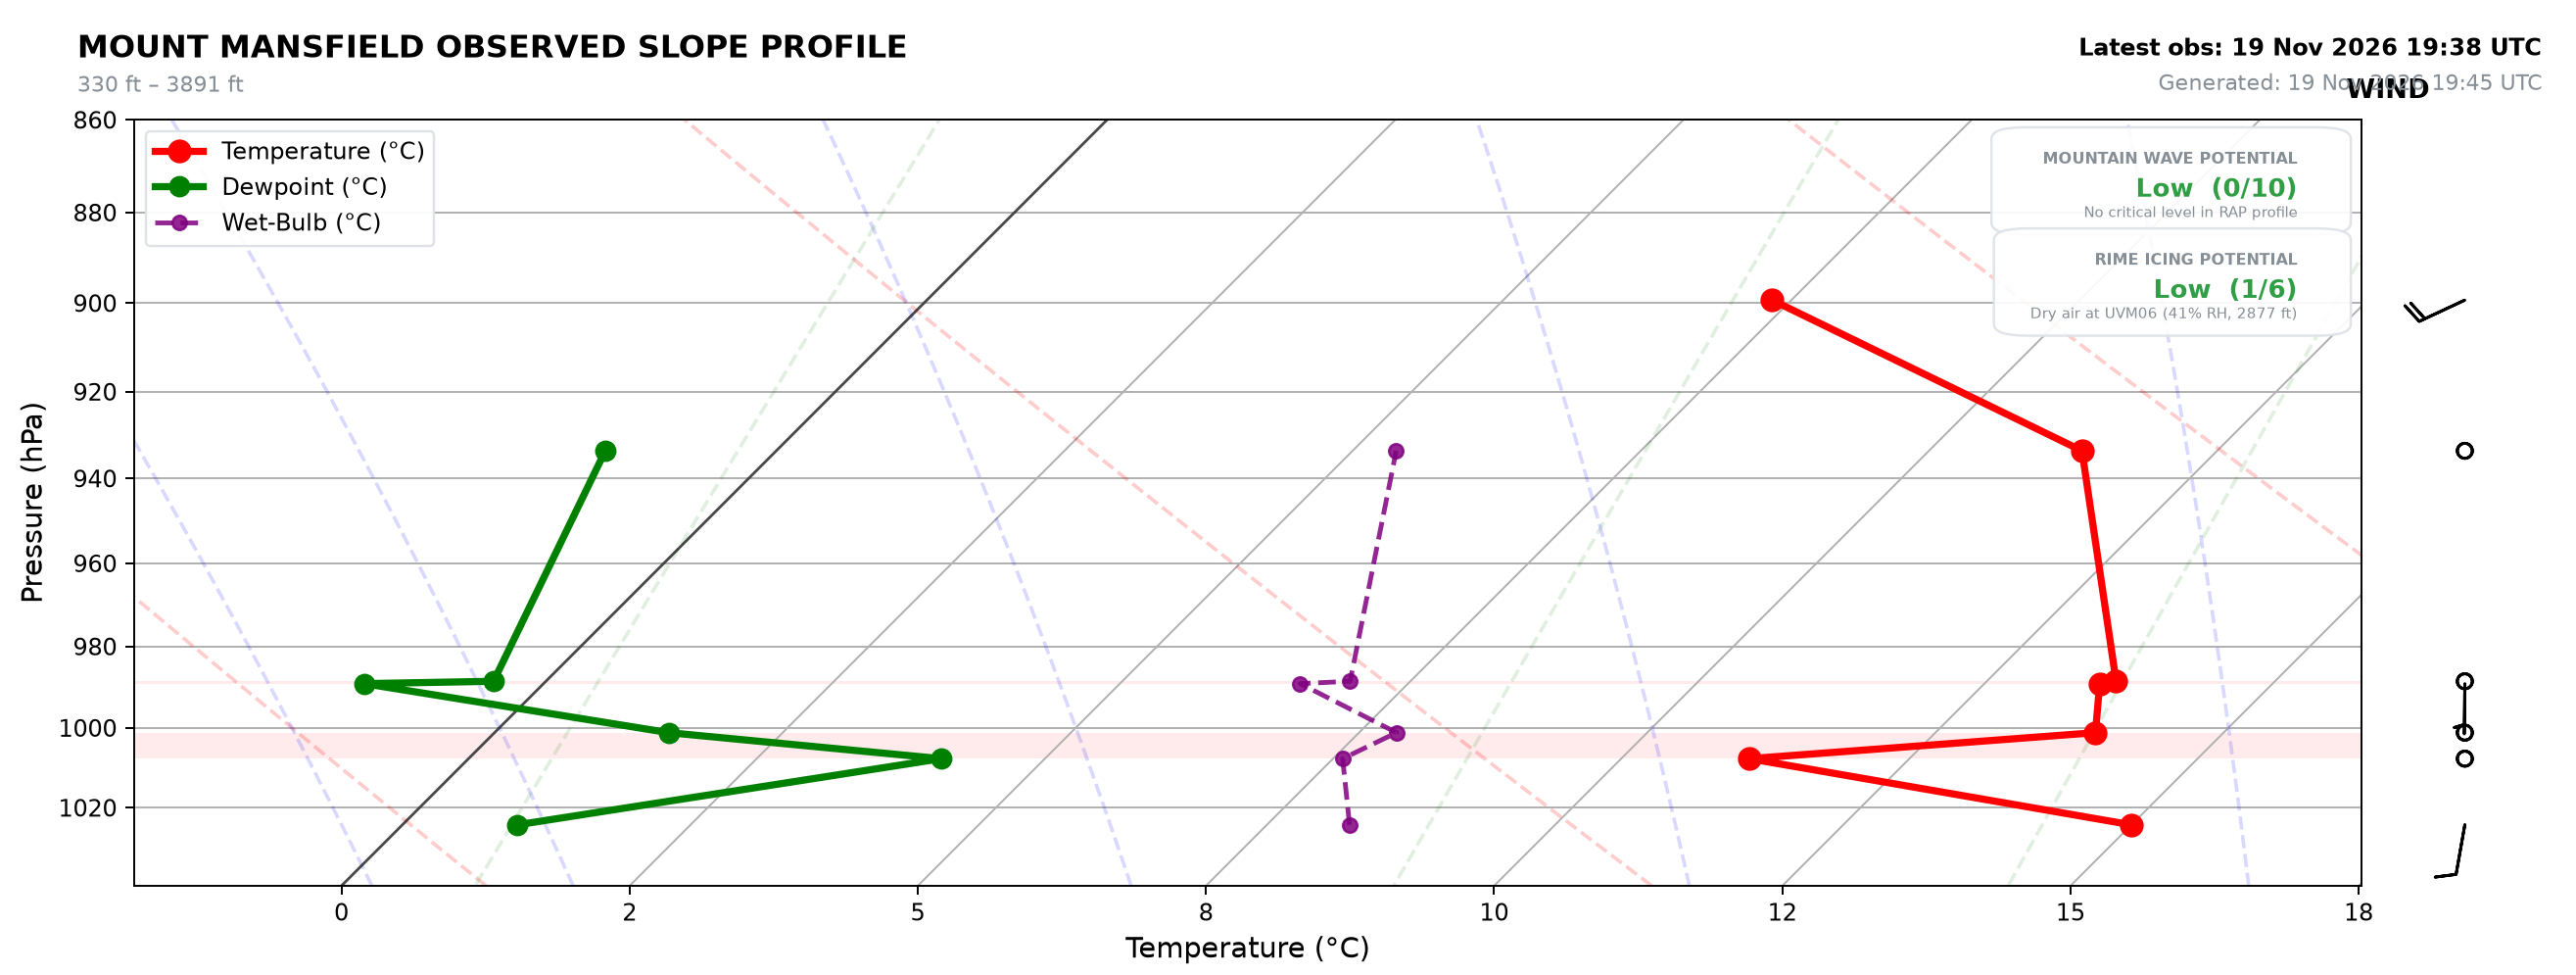 MOUNT MANSFIELD OBSERVED SLOPE PROFILE
Latest obs: 19 Nov 2026 19:38 UTC
330 ft – 3891 ft
Generated: 19 Nov 2026 19:45 UTC
WIND
Temperature (°C)
Dewpoint (°C)
Wet-Bulb (°C)
MOUNTAIN WAVE POTENTIAL
Low (0/10)
No critical level in RAP profile
RIME ICING POTENTIAL
Low (1/6)
Dry air at UVM06 (41% RH, 2877 ft)
Pressure (hPa)
860
880
900
920
940
960
980
1000
1020
0 2 5 8 10 12 15 18
Temperature (°C)